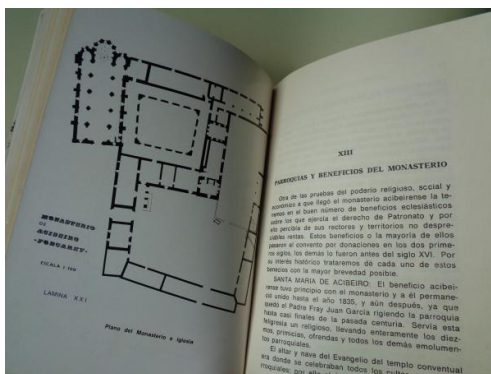 MONASTERIO
DE
ACIBEIRO
-FORCAREY-
ESCALA 1:100
LAMINA XXI
Plano del Monasterio e Iglesia
XIII
PARROQUIAS Y BENEFICIOS DEL MONASTERIO
Otra de las pruebas del poderío religioso, social y
económico a que llegó el monasterio acibeirense la te-
nemos en el buen número de beneficios eclesiásticos
sobre los que ejercía el derecho de Patronato y por
ello percibía de sus rectores y territorios no despre-
ciables rentas. Estos beneficios o la mayoría de ellos
pasaron al convento por donaciones en los dos prime-
ros siglos, los demás lo fueron antes del siglo XVI. Por
su interés histórico trataremos de cada uno de estos
beneficios con la mayor brevedad posible.
SANTA MARIA DE ACIBEIRO: El beneficio acibei-
rense tuvo principio con el monasterio y a él permane-
ció unido hasta el año 1835, y aún después, ya que
quedó el Padre Fray Juan García rigiendo la parroquia
hasta casi finales de la pasada centuria. Servía esta
feligresía un religioso, llevando enteramente los diez-
mos, primicias, ofrendas y todos los demás emolumen-
tos parroquiales.
El altar y nave del Evangelio del templo conventual
era donde se celebraban todos los